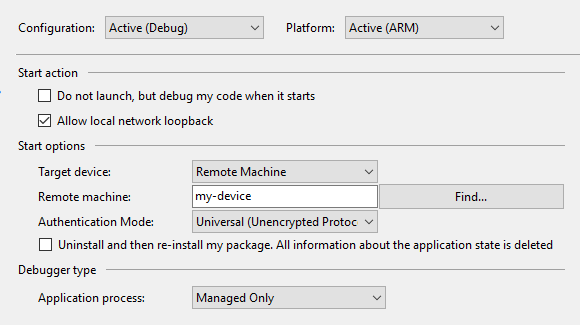 Configuration: Active (Debug) Platform: Active (ARM)
Start action
Do not launch, but debug my code when it starts
Allow local network loopback
Start options
Target device: Remote Machine
Remote machine: my-device Find...
Authentication Mode: Universal (Unencrypted Protoc
Uninstall and then re-install my package. All information about the application state is deleted
Debugger type
Application process: Managed Only